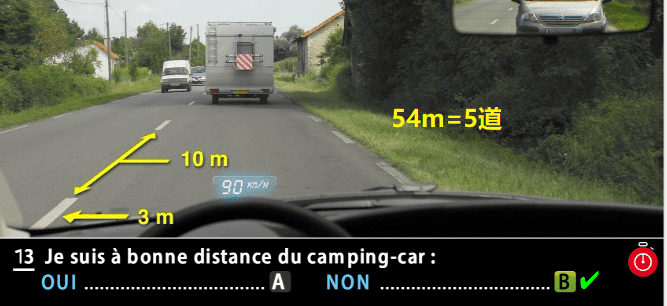 54m=5道
10 m
90 KM/H
3 m
13 Je suis à bonne distance du camping-car :
OUI ................................ A NON ........................................ B ✔